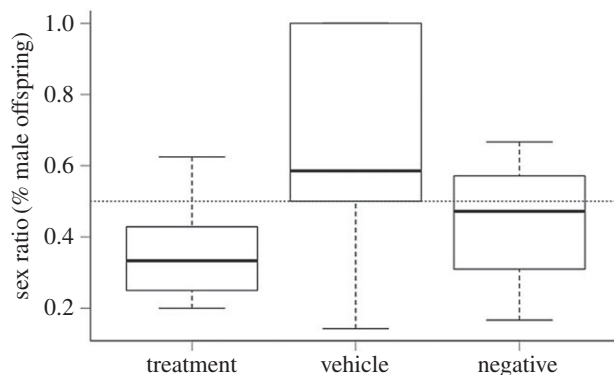 sex ratio (% male offspring)
1.0
0.8
0.6
0.4
0.2
treatment vehicle negative